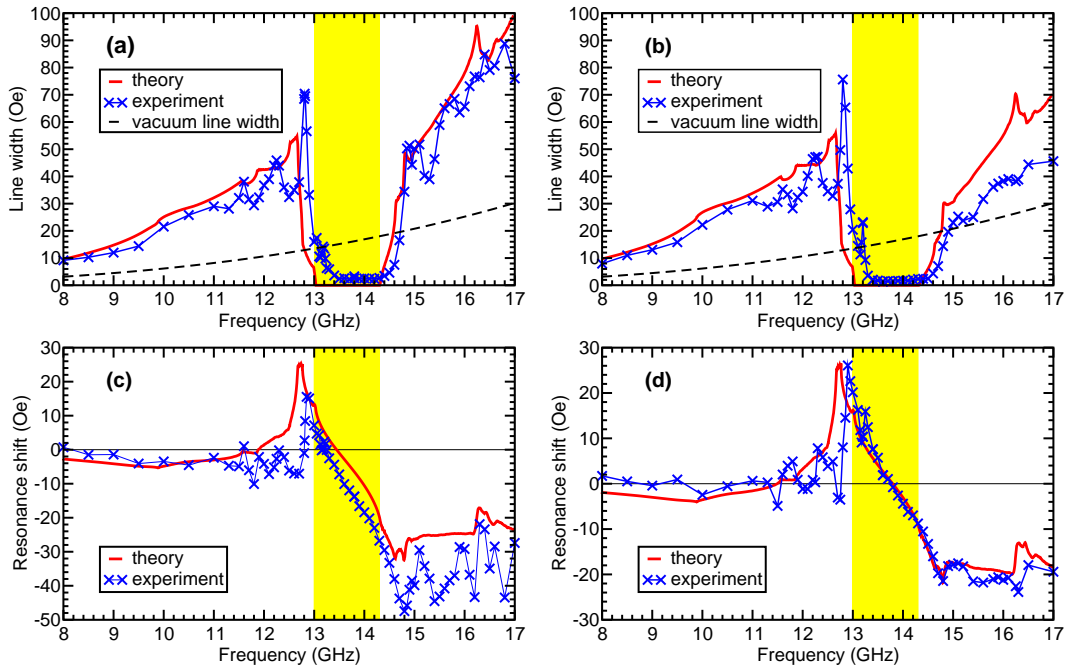 100
90
80
70
60
50
40
30
20
10
0
Line width (Oe)
(a)
theory
experiment
vacuum line width
8 9 10 11 12 13 14 15 16 17
Frequency (GHz)
100
90
80
70
60
50
40
30
20
10
0
Line width (Oe)
(b)
theory
experiment
vacuum line width
8 9 10 11 12 13 14 15 16 17
Frequency (GHz)
30
20
10
0
-10
-20
-30
-40
-50
Resonance shift (Oe)
(c)
theory
experiment
8 9 10 11 12 13 14 15 16 17
Frequency (GHz)
30
20
10
0
-10
-20
-30
Resonance shift (Oe)
(d)
theory
experiment
8 9 10 11 12 13 14 15 16 17
Frequency (GHz)